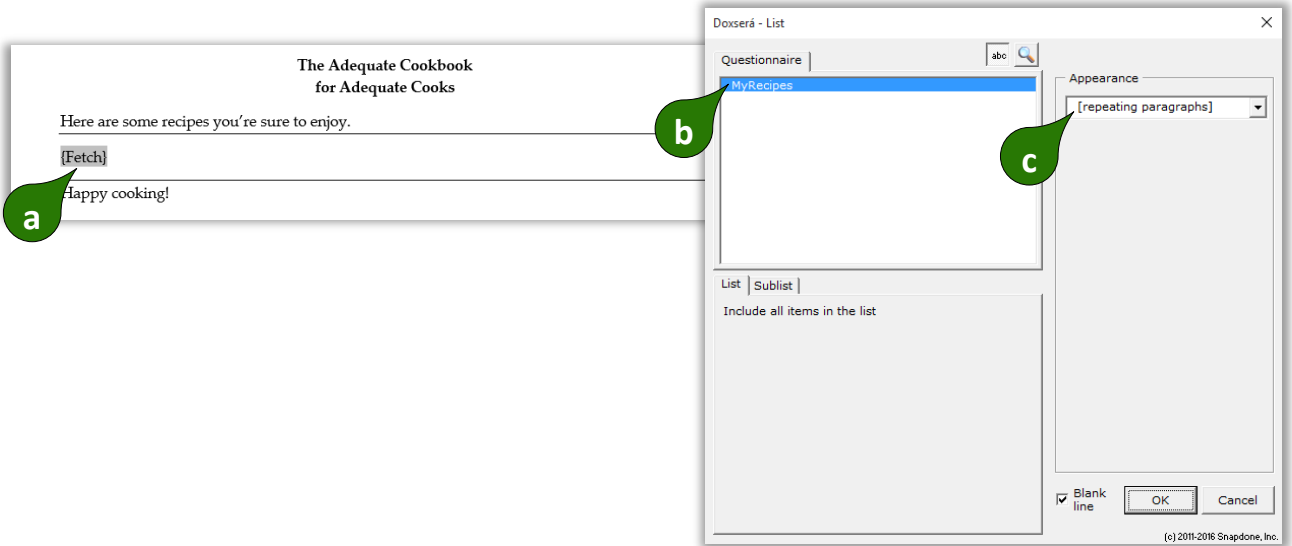 The Adequate Cookbook
for Adequate Cooks
Here are some recipes you're sure to enjoy.
{Fetch}
Happy cooking!
a
Doxserá - List
Questionnaire
abc
MyRecipes
b
Appearance
[repeating paragraphs]
c
List
Sublist
Include all items in the list
Blank
line
OK
Cancel
(c) 2011-2016 Snapdone, Inc.